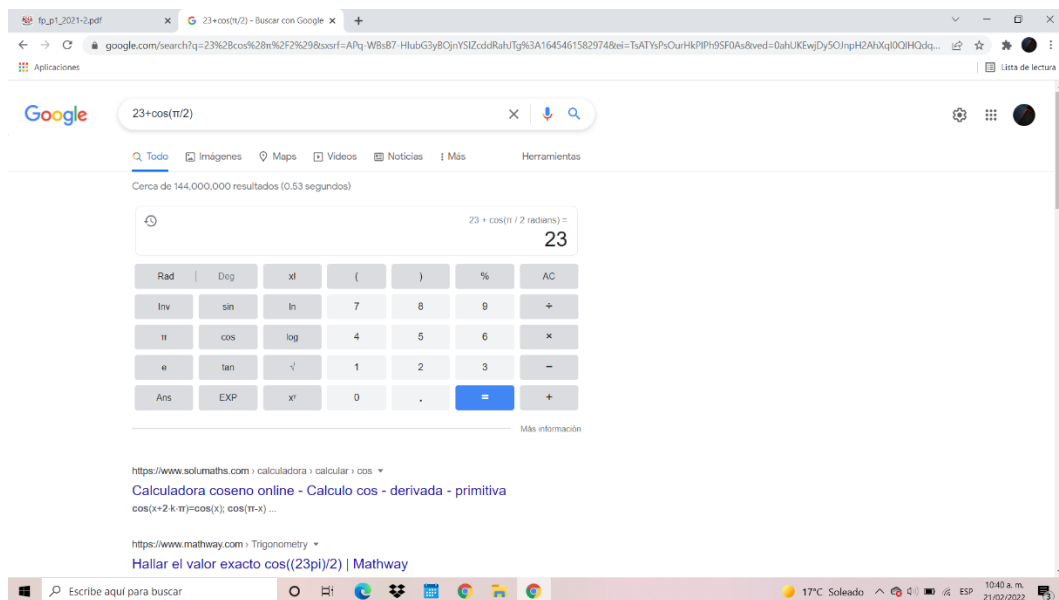 fp_p1_2021-2.pdf
23+cos(π/2) - Buscar con Google
Aplicaciones
Lista de lectura
Google
23+cos(π/2)
Todo Imágenes Maps Videos Noticias Más Herramientas
Cerca de 144,000,000 resultados (0.53 segundos)
23 + cos(π / 2 radians) =
23
Rad | Deg x! ( ) % AC
Inv sin ln 7 8 9 ÷
π cos log 4 5 6 ×
e tan √ 1 2 3 −
Ans EXP xʸ 0 . = +
Más información
https://www.solumaths.com › calculadora › calcular › cos
Calculadora coseno online - Calculo cos - derivada - primitiva
cos(x+2·k·π)=cos(x); cos(π-x) ...
https://www.mathway.com › Trigonometry
Hallar el valor exacto cos((23pi)/2) | Mathway
Escribe aquí para buscar
17°C Soleado
ESP
10:40 a. m.
21/02/2022